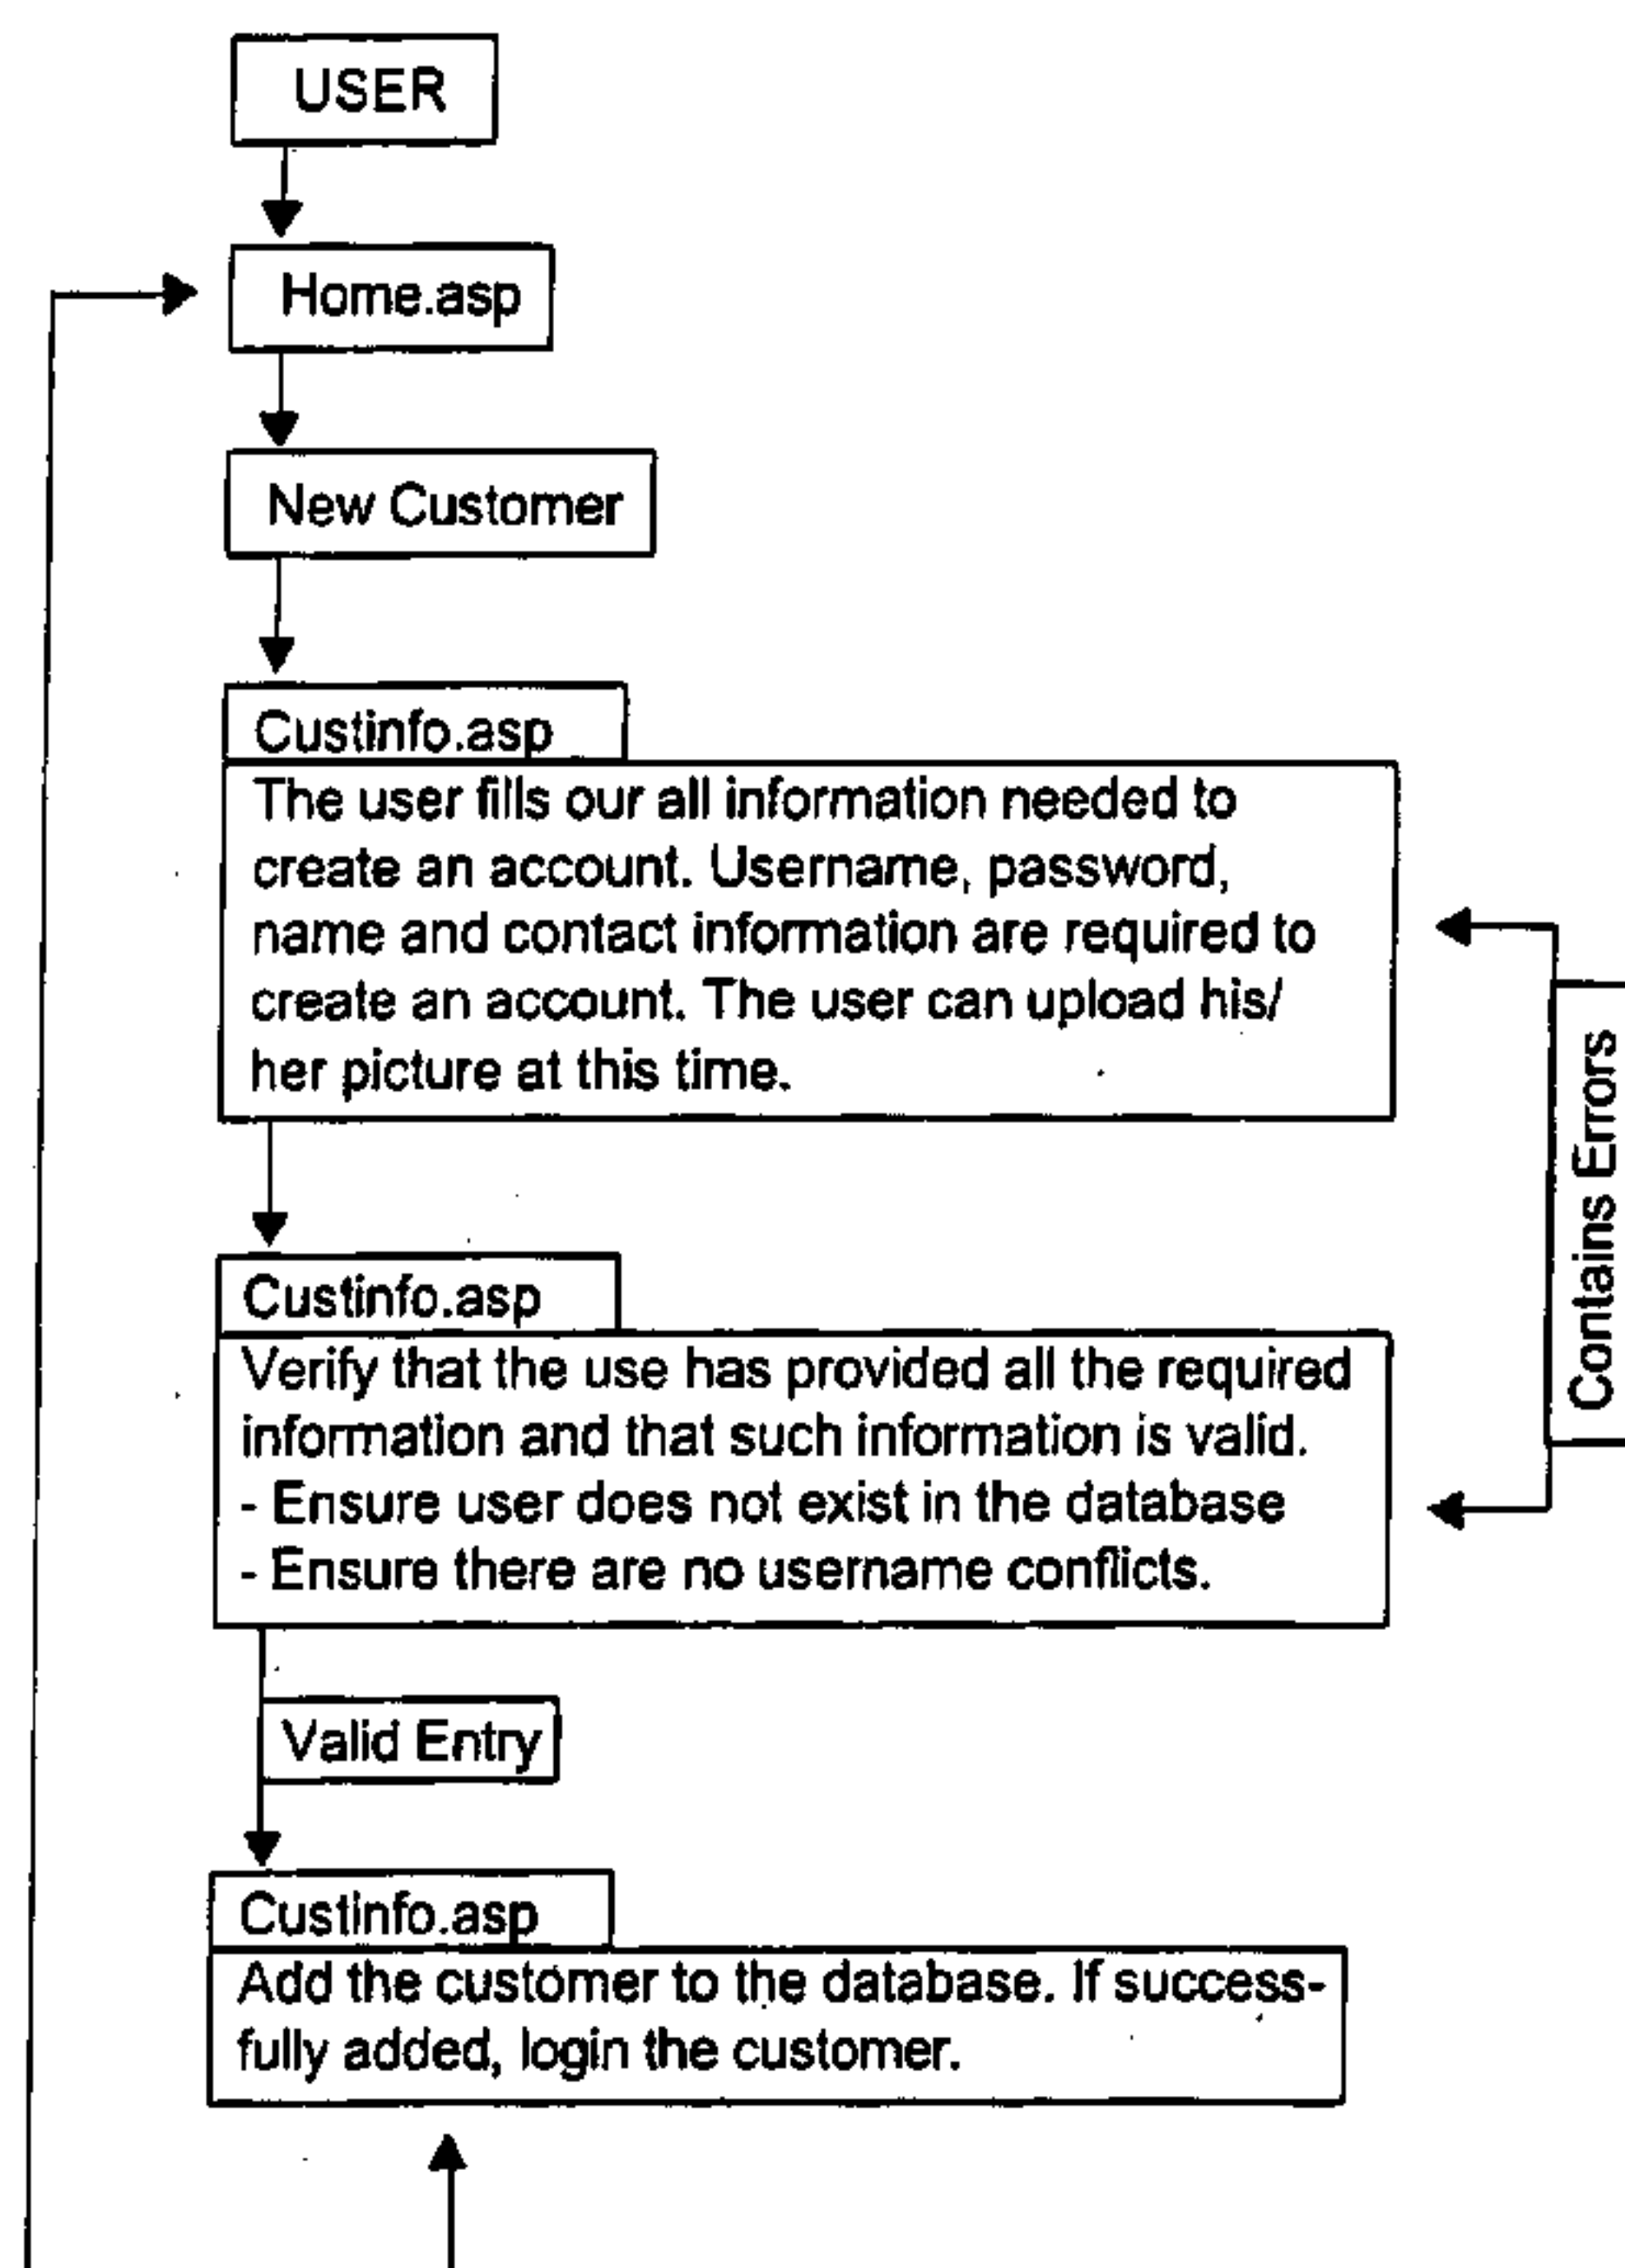 USER
Home.asp
New Customer
Custinfo.asp
The user fills our all information needed to
create an account. Username, password,
name and contact information are required to
create an account. The user can upload his/
her picture at this time.
Contains Errors
Custinfo.asp
Verify that the use has provided all the required
information and that such information is valid.
- Ensure user does not exist in the database
- Ensure there are no username conflicts.
Valid Entry
Custinfo.asp
Add the customer to the database. If success-
fully added, login the customer.